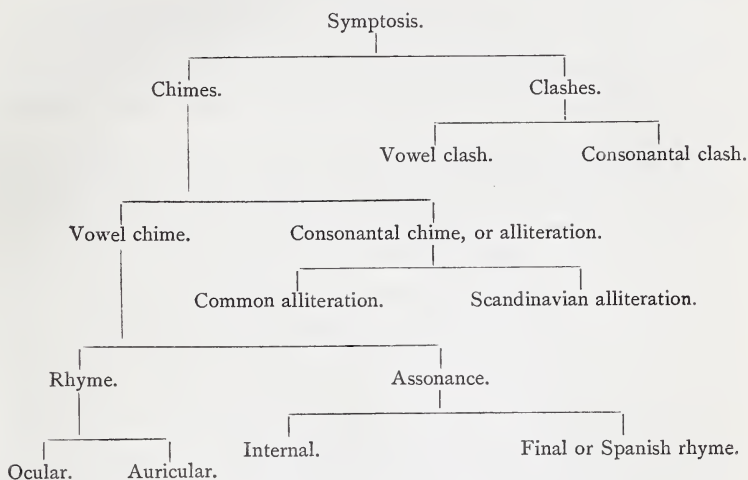 Symptosis.
Chimes. Clashes.
Vowel clash. Consonantal clash.
Vowel chime. Consonantal chime, or alliteration.
Common alliteration. Scandinavian alliteration.
Rhyme. Assonance.
Internal. Final or Spanish rhyme.
Ocular. Auricular.